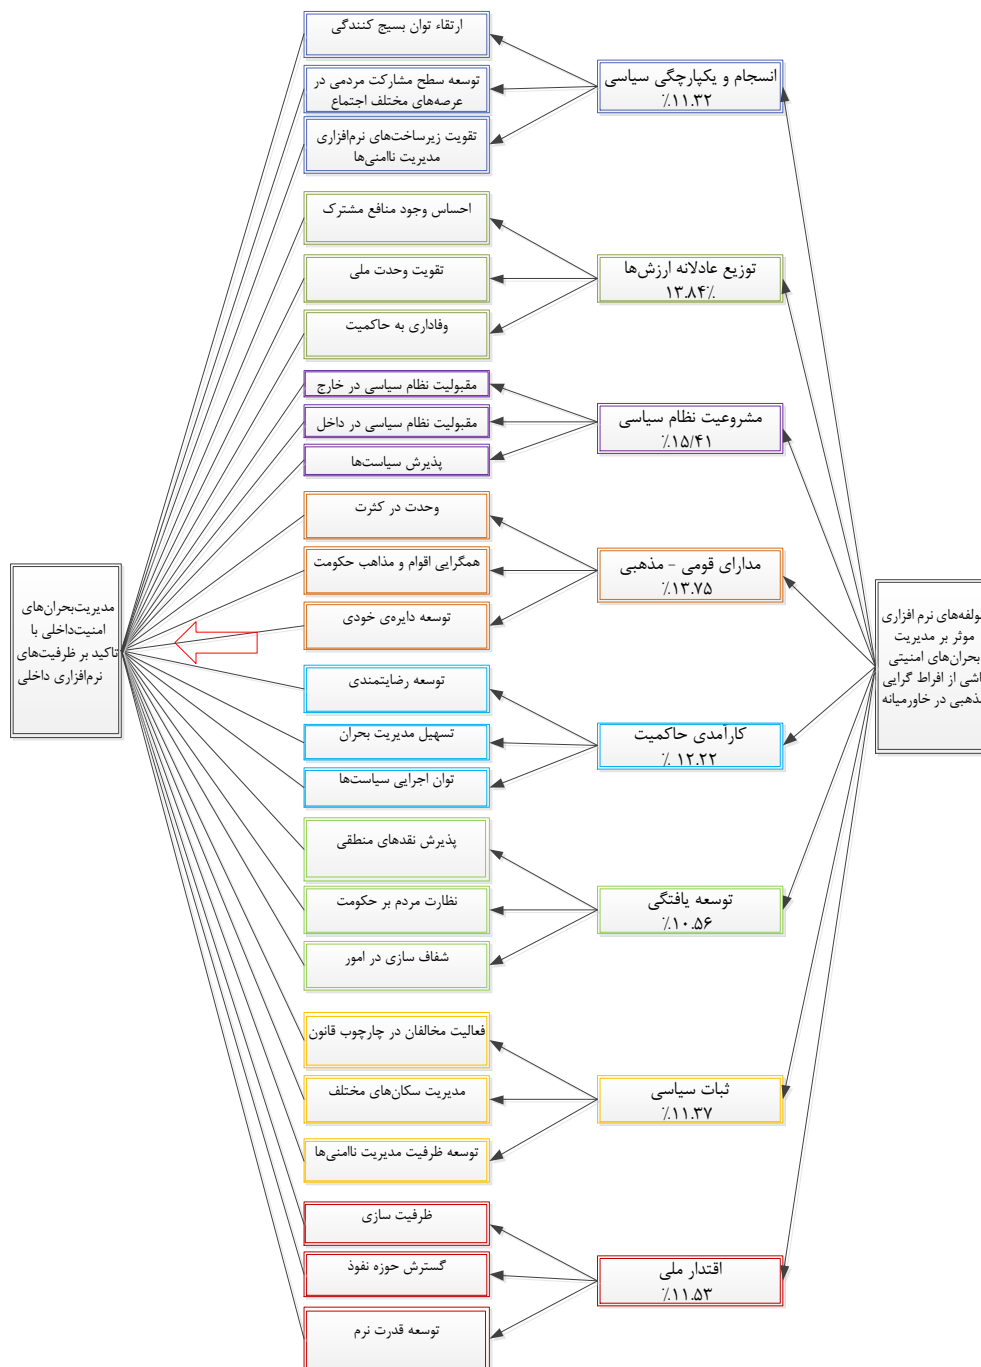 ولفه‌های نرم افزاری
موثر بر مدیریت
بحران‌های امنیتی
اشی از افراط گرایی
ذهبی در خاورمیانه
انسجام و یکپارچگی سیاسی
٪۱۱.۳۲
ارتقاء توان بسیج کنندگی
توسعه سطح مشارکت مردمی در
عرصه‌های مختلف اجتماع
تقویت زیرساخت‌های نرم‌افزاری
مدیریت ناامنی‌ها
توزیع عادلانه ارزش‌ها
۱۳.۸۴٪
احساس وجود منافع مشترک
تقویت وحدت ملی
وفاداری به حاکمیت
مشروعیت نظام سیاسی
٪۱۵/۴۱
مقبولیت نظام سیاسی در خارج
مقبولیت نظام سیاسی در داخل
پذیرش سیاست‌ها
مدارای قومی - مذهبی
٪۱۳.۷۵
وحدت در کثرت
همگرایی اقوام و مذاهب حکومت
توسعه دایره‌ی خودی
کارآمدی حاکمیت
٪ ۱۲.۲۲
توسعه رضایتمندی
تسهیل مدیریت بحران
توان اجرایی سیاست‌ها
توسعه یافتگی
٪۱۰.۵۶
پذیرش نقدهای منطقی
نظارت مردم بر حکومت
شفاف سازی در امور
ثبات سیاسی
٪۱۱.۳۷
فعالیت مخالفان در چارچوب قانون
مدیریت سکان‌های مختلف
توسعه ظرفیت مدیریت ناامنی‌ها
اقتدار ملی
٪۱۱.۵۳
ظرفیت سازی
گسترش حوزه نفوذ
توسعه قدرت نرم
مدیریت‌بحران‌های
امنیت‌داخلی با
تاکید بر ظرفیت‌های
نرم‌افزاری داخلی